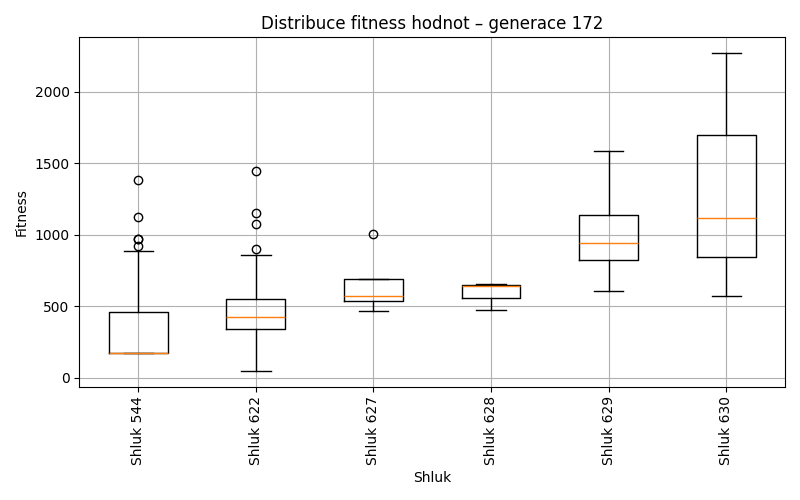 Distribuce fitness hodnot – generace 172
Fitness
2000
1500
1000
500
0
Shluk 544
Shluk 622
Shluk 627
Shluk 628
Shluk 629
Shluk 630
Shluk